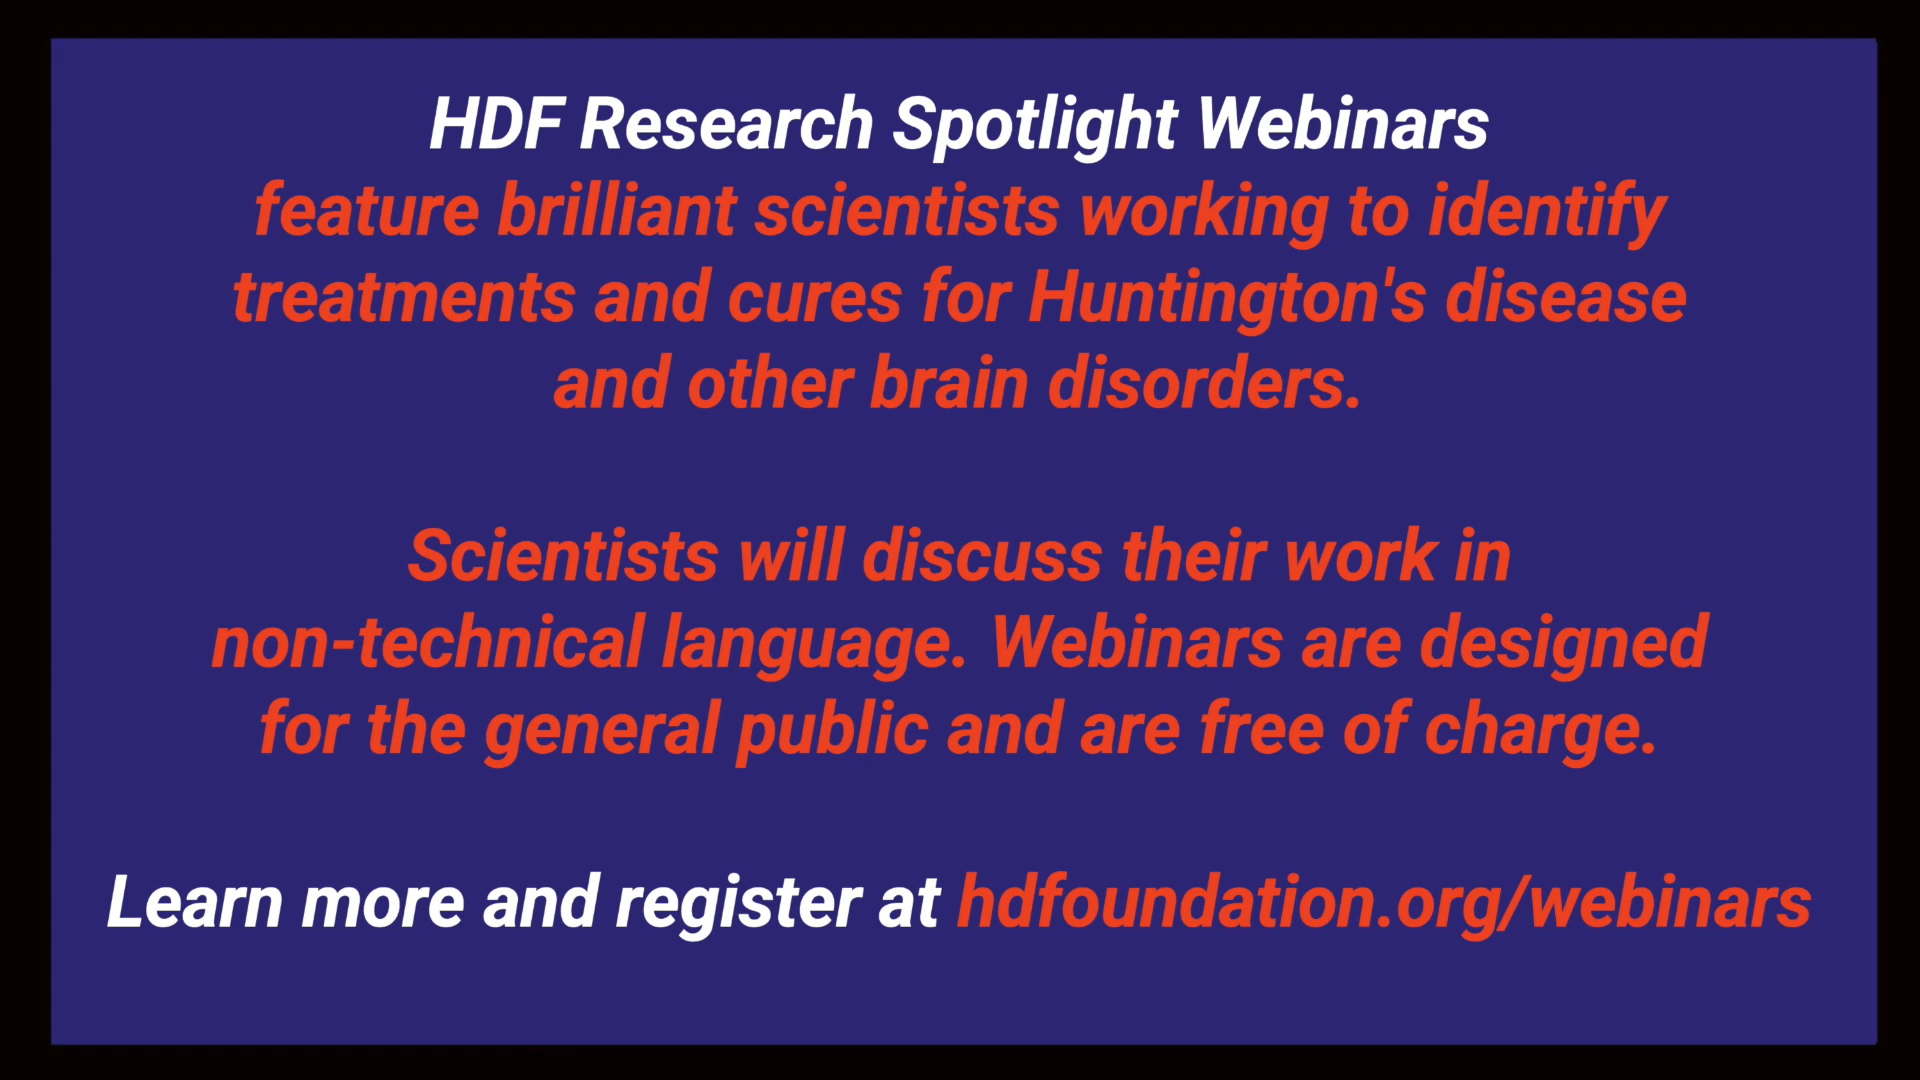 HDF Research Spotlight Webinars
feature brilliant scientists working to identify
treatments and cures for Huntington's disease
and other brain disorders.
Scientists will discuss their work in
non-technical language. Webinars are designed
for the general public and are free of charge.
Learn more and register at hdfoundation.org/webinars